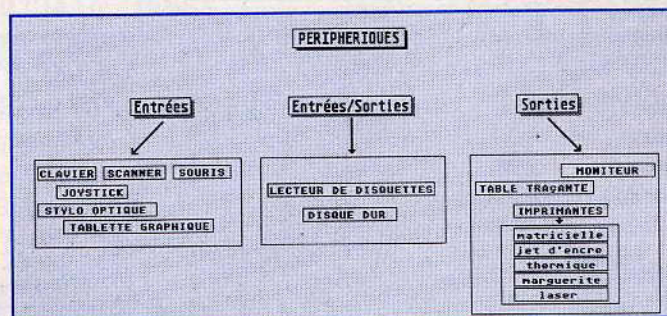 PERIPHERIQUES
Entrées
Entrées/Sorties
Sorties
CLAVIER SCANNER SOURIS
JOYSTICK
STYLO OPTIQUE
TABLETTE GRAPHIQUE
LECTEUR DE DISQUETTES
DISQUE DUR
MONITEUR
TABLE TRAÇANTE
IMPRIMANTES
matricielle
jet d'encre
thermique
marguerite
laser